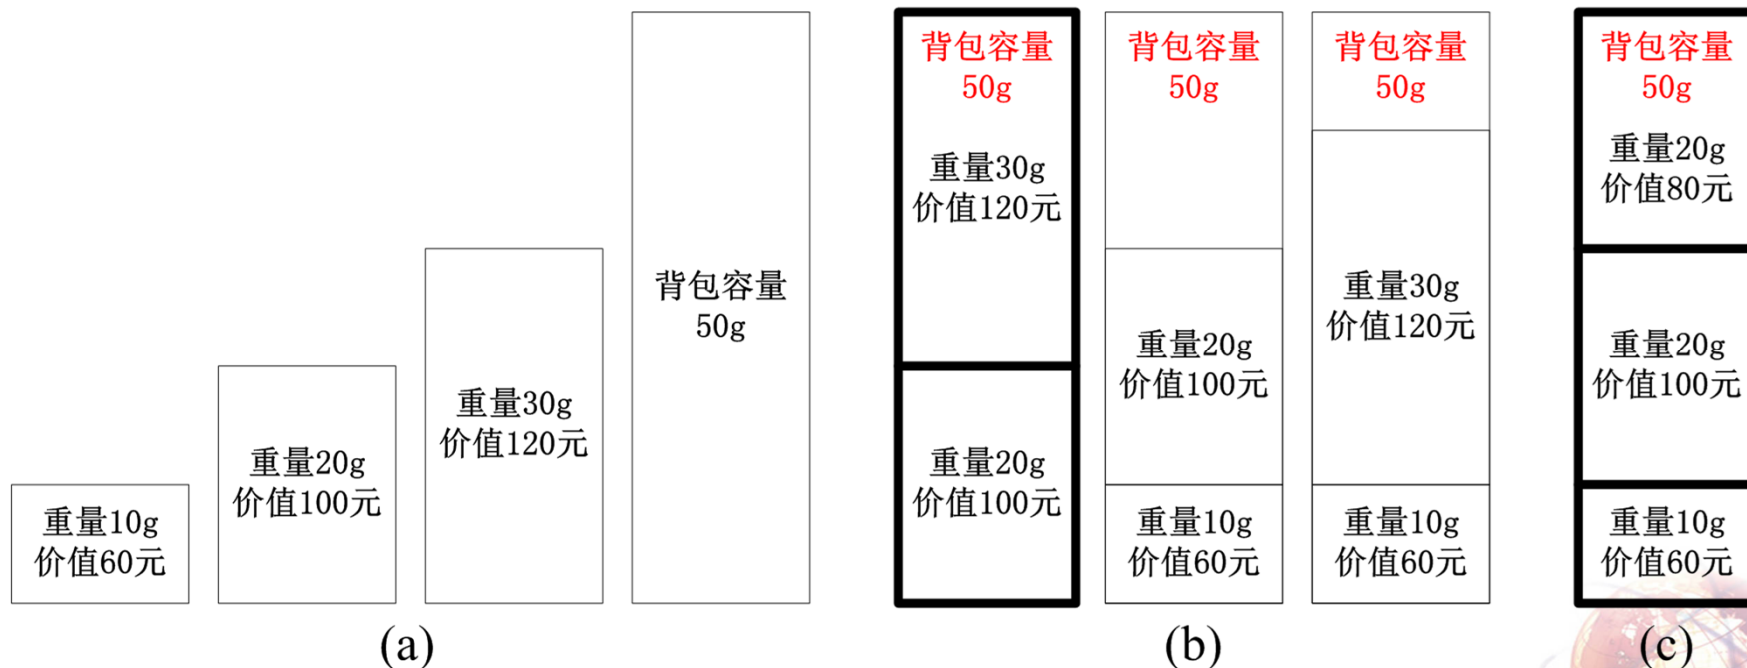 重量10g
价值60元
重量20g
价值100元
重量30g
价值120元
背包容量
50g
(a)
背包容量
50g
重量30g
价值120元
重量20g
价值100元
背包容量
50g
重量20g
价值100元
重量10g
价值60元
背包容量
50g
重量30g
价值120元
重量10g
价值60元
(b)
背包容量
50g
重量20g
价值80元
重量20g
价值100元
重量10g
价值60元
(c)